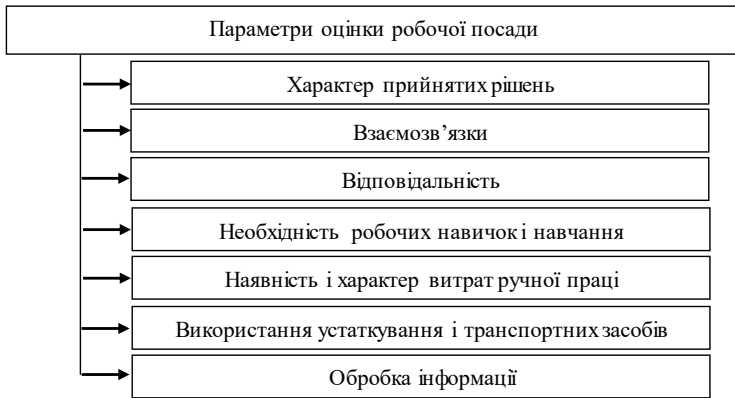 Параметри оцінки робочої посади
Характер прийнятих рішень
Взаємозв’язки
Відповідальність
Необхідність робочих навичок і навчання
Наявність і характер витрат ручної праці
Використання устаткування і транспортних засобів
Обробка інформації